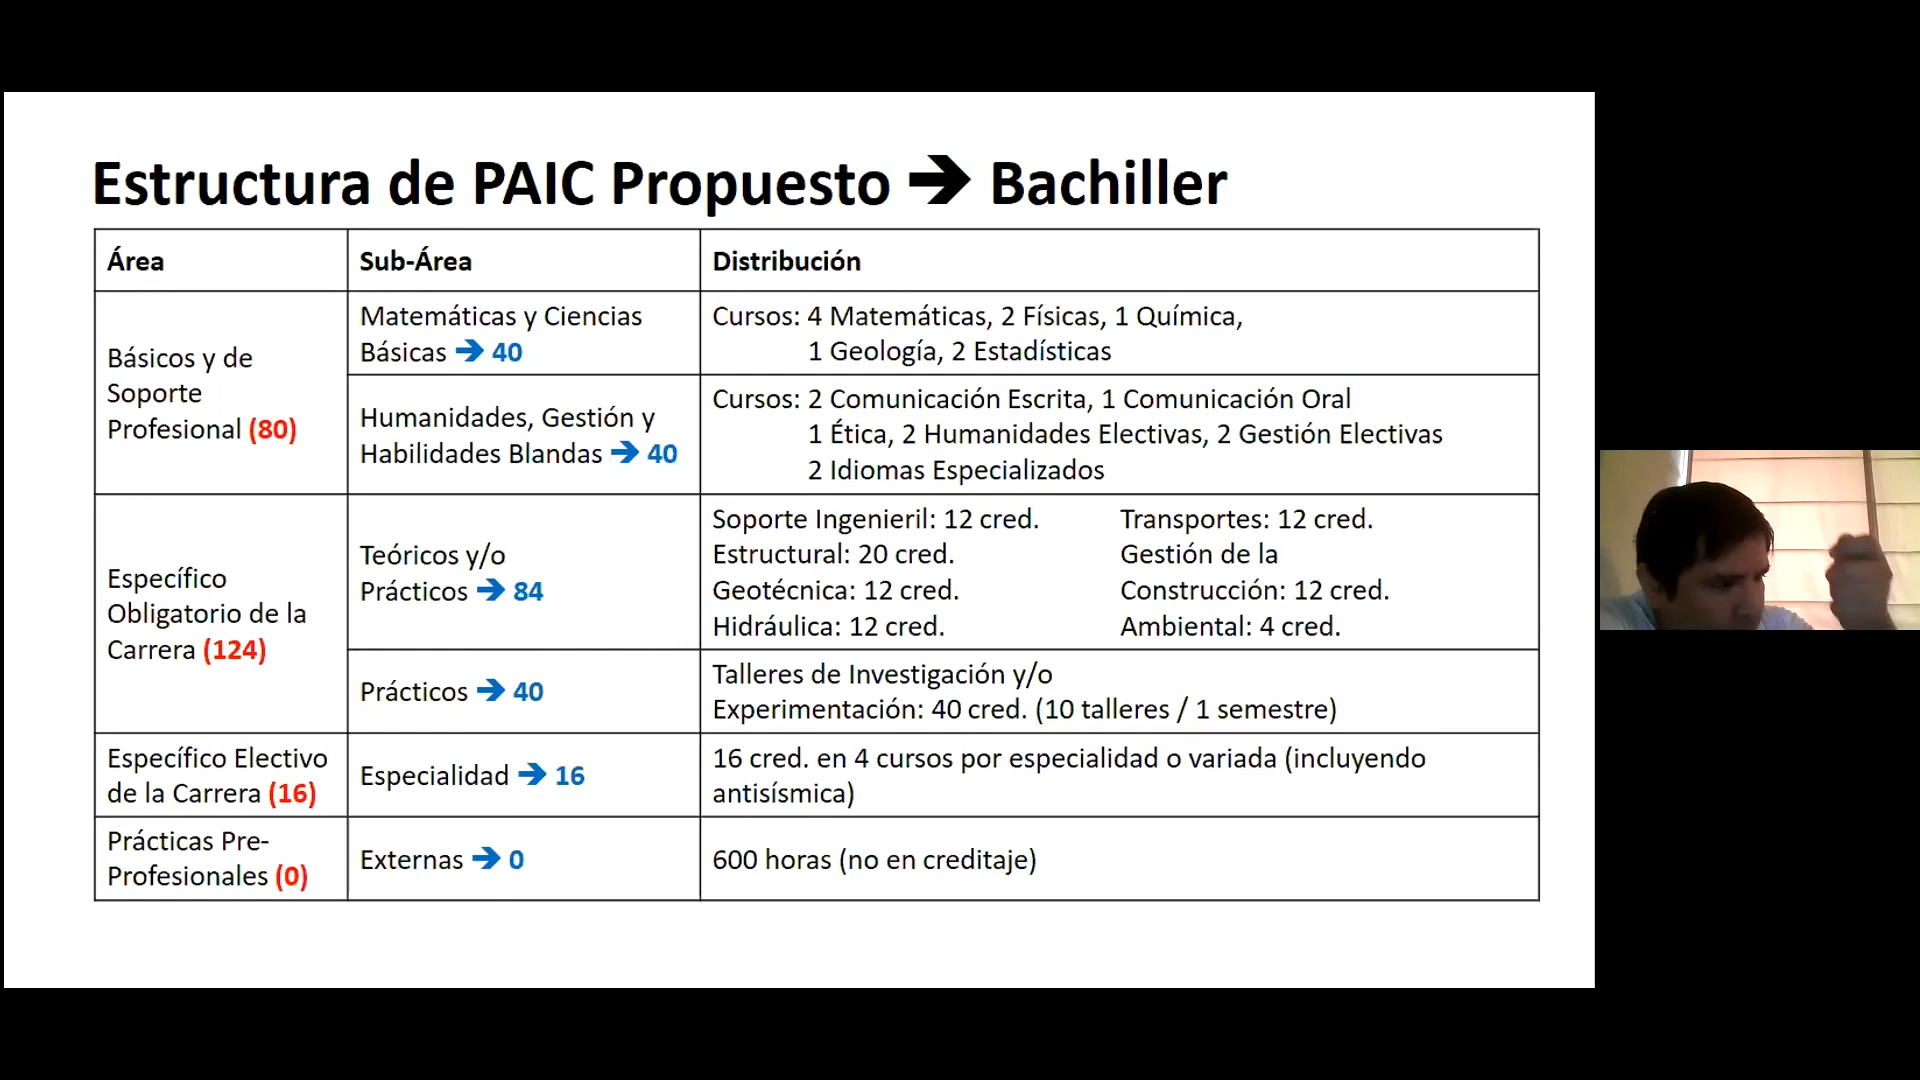 Estructura de PAIC Propuesto → Bachiller
Área
Sub-Área
Distribución
Básicos y de
Soporte
Profesional (80)
Matemáticas y Ciencias
Básicas → 40
Cursos: 4 Matemáticas, 2 Físicas, 1 Química,
1 Geología, 2 Estadísticas
Humanidades, Gestión y
Habilidades Blandas → 40
Cursos: 2 Comunicación Escrita, 1 Comunicación Oral
1 Ética, 2 Humanidades Electivas, 2 Gestión Electivas
2 Idiomas Especializados
Específico
Obligatorio de la
Carrera (124)
Teóricos y/o
Prácticos → 84
Soporte Ingenieril: 12 cred.
Estructural: 20 cred.
Geotécnica: 12 cred.
Hidráulica: 12 cred.
Transportes: 12 cred.
Gestión de la
Construcción: 12 cred.
Ambiental: 4 cred.
Prácticos → 40
Talleres de Investigación y/o
Experimentación: 40 cred. (10 talleres / 1 semestre)
Específico Electivo
de la Carrera (16)
Especialidad → 16
16 cred. en 4 cursos por especialidad o variada (incluyendo
antisísmica)
Prácticas Pre-
Profesionales (0)
Externas → 0
600 horas (no en creditaje)